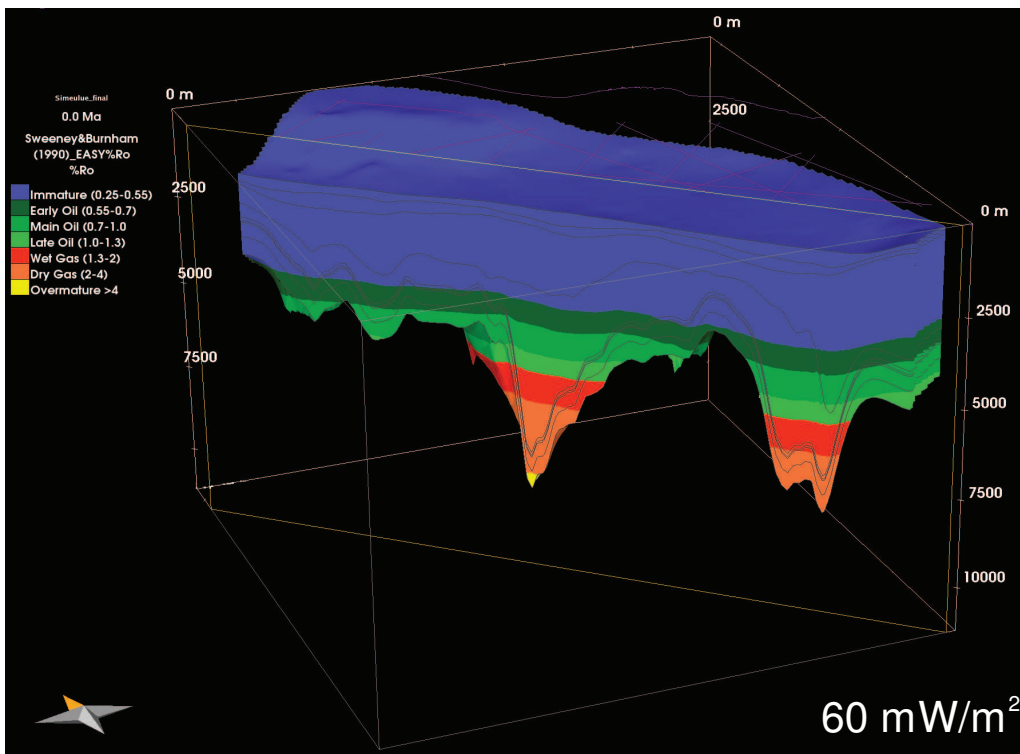 0 m
2500
Simeulue_final
0.0 Ma
Sweeney&Burnham
(1990)_EASY%Ro
%Ro
Immature (0.25-0.55)
Early Oil (0.55-0.7)
Main Oil (0.7-1.0
Late Oil (1.0-1.3)
Wet Gas (1.3-2)
Dry Gas (2-4)
Overmature >4
0 m
2500
5000
7500
0 m
2500
5000
7500
10000
60 mW/m²